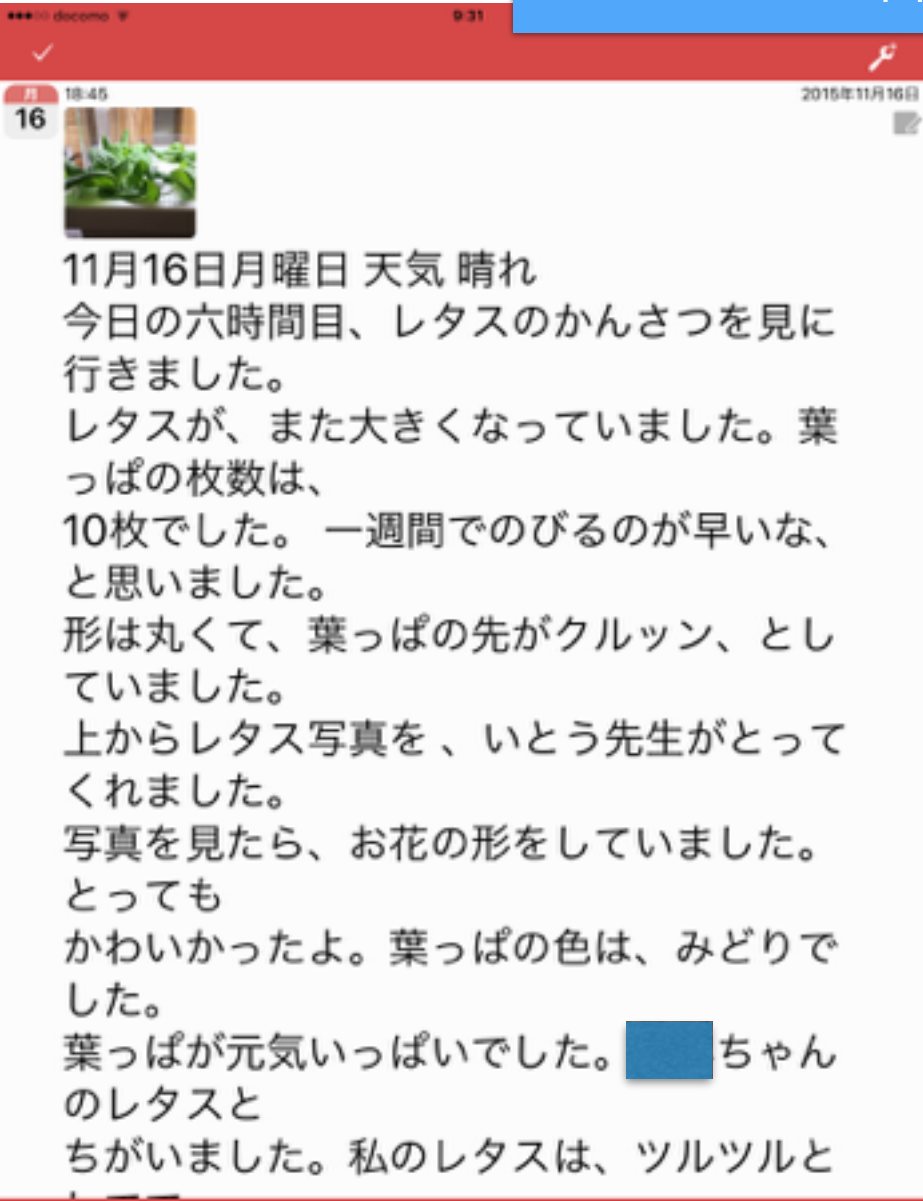 docomo
9:31
月
16
18:45
2015年11月16日
11月16日月曜日 天気 晴れ
今日の六時間目、レタスのかんさつを見に
行きました。
レタスが、また大きくなっていました。葉
っぱの枚数は、
10枚でした。 一週間でのびるのが早いな、
と思いました。
形は丸くて、葉っぱの先がクルッン、とし
ていました。
上からレタス写真を 、いとう先生がとって
くれました。
写真を見たら、お花の形をしていました。
とっても
かわいかったよ。葉っぱの色は、みどりで
した。
葉っぱが元気いっぱいでした。
ちゃん
のレタスと
ちがいました。私のレタスは、ツルツルと